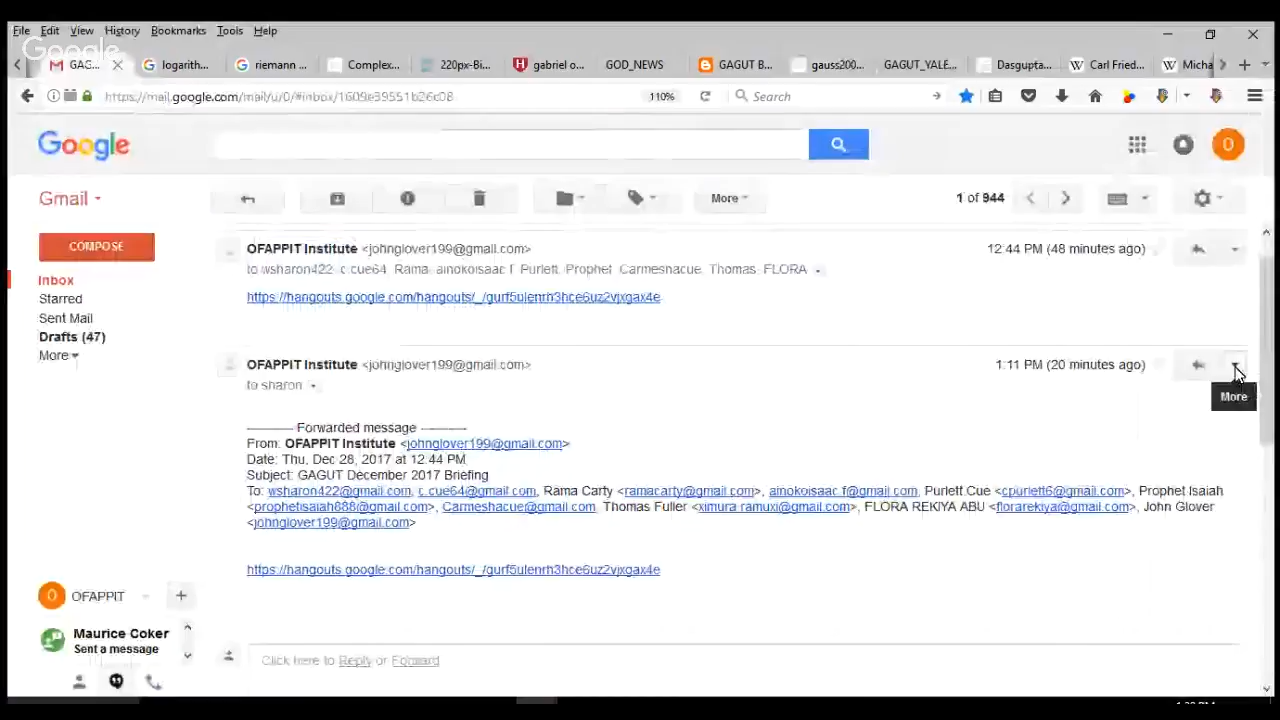 File Edit View History Bookmarks Tools Help
Google
GAG... logarith... riemann ... Complex... 220px-Bi... gabriel o... GOD_NEWS GAGUT B... gauss200... GAGUT_YALE... Dasgupta... Carl Fried... Micha
https://mail.google.com/mail/u/0/#inbox/1609e39551b26c08 110% Search
Google
Gmail More 1 of 944
COMPOSE
Inbox
Starred
Sent Mail
Drafts (47)
More
OFAPPIT Institute <johnglover199@gmail.com> 12:44 PM (48 minutes ago)
to wsharon422, c.cue64, Rama, ainokoisaac.f, Purlett, Prophet, Carmeshacue, Thomas, FLORA
https://hangouts.google.com/hangouts/_/gurf5ulenrh3hce6uz2vjxgax4e
OFAPPIT Institute <johnglover199@gmail.com> 1:11 PM (20 minutes ago)
to sharon
More
---------- Forwarded message ----------
From: OFAPPIT Institute <johnglover199@gmail.com>
Date: Thu, Dec 28, 2017 at 12:44 PM
Subject: GAGUT December 2017 Briefing
To: wsharon422@gmail.com, c.cue64@gmail.com, Rama Carty <ramacarty@gmail.com>, ainokoisaac.f@gmail.com, Purlett Cue <cpurlett6@gmail.com>, Prophet Isaiah
<prophetisaiah888@gmail.com>, Carmeshacue@gmail.com, Thomas Fuller <ximura.ramuxi@gmail.com>, FLORA REKIYA ABU <florarekiya@gmail.com>, John Glover
<johnglover199@gmail.com>
https://hangouts.google.com/hangouts/_/gurf5ulenrh3hce6uz2vjxgax4e
OFAPPIT
Maurice Coker
Sent a message
Click here to Reply or Forward